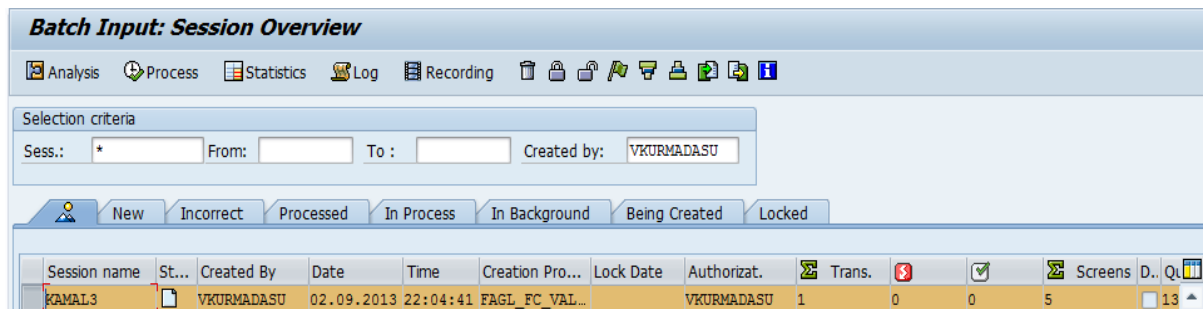 Batch Input: Session Overview
Analysis Process Statistics Log Recording
Selection criteria
Sess.: * From: To : Created by: VKURMADASU
New Incorrect Processed In Process In Background Being Created Locked
Session name St... Created By Date Time Creation Pro... Lock Date Authorizat. Σ Trans. Σ Screens D..
KAMAL3 VKURMADASU 02.09.2013 22:04:41 FAGL_FC_VAL... VKURMADASU 1 0 0 5 13